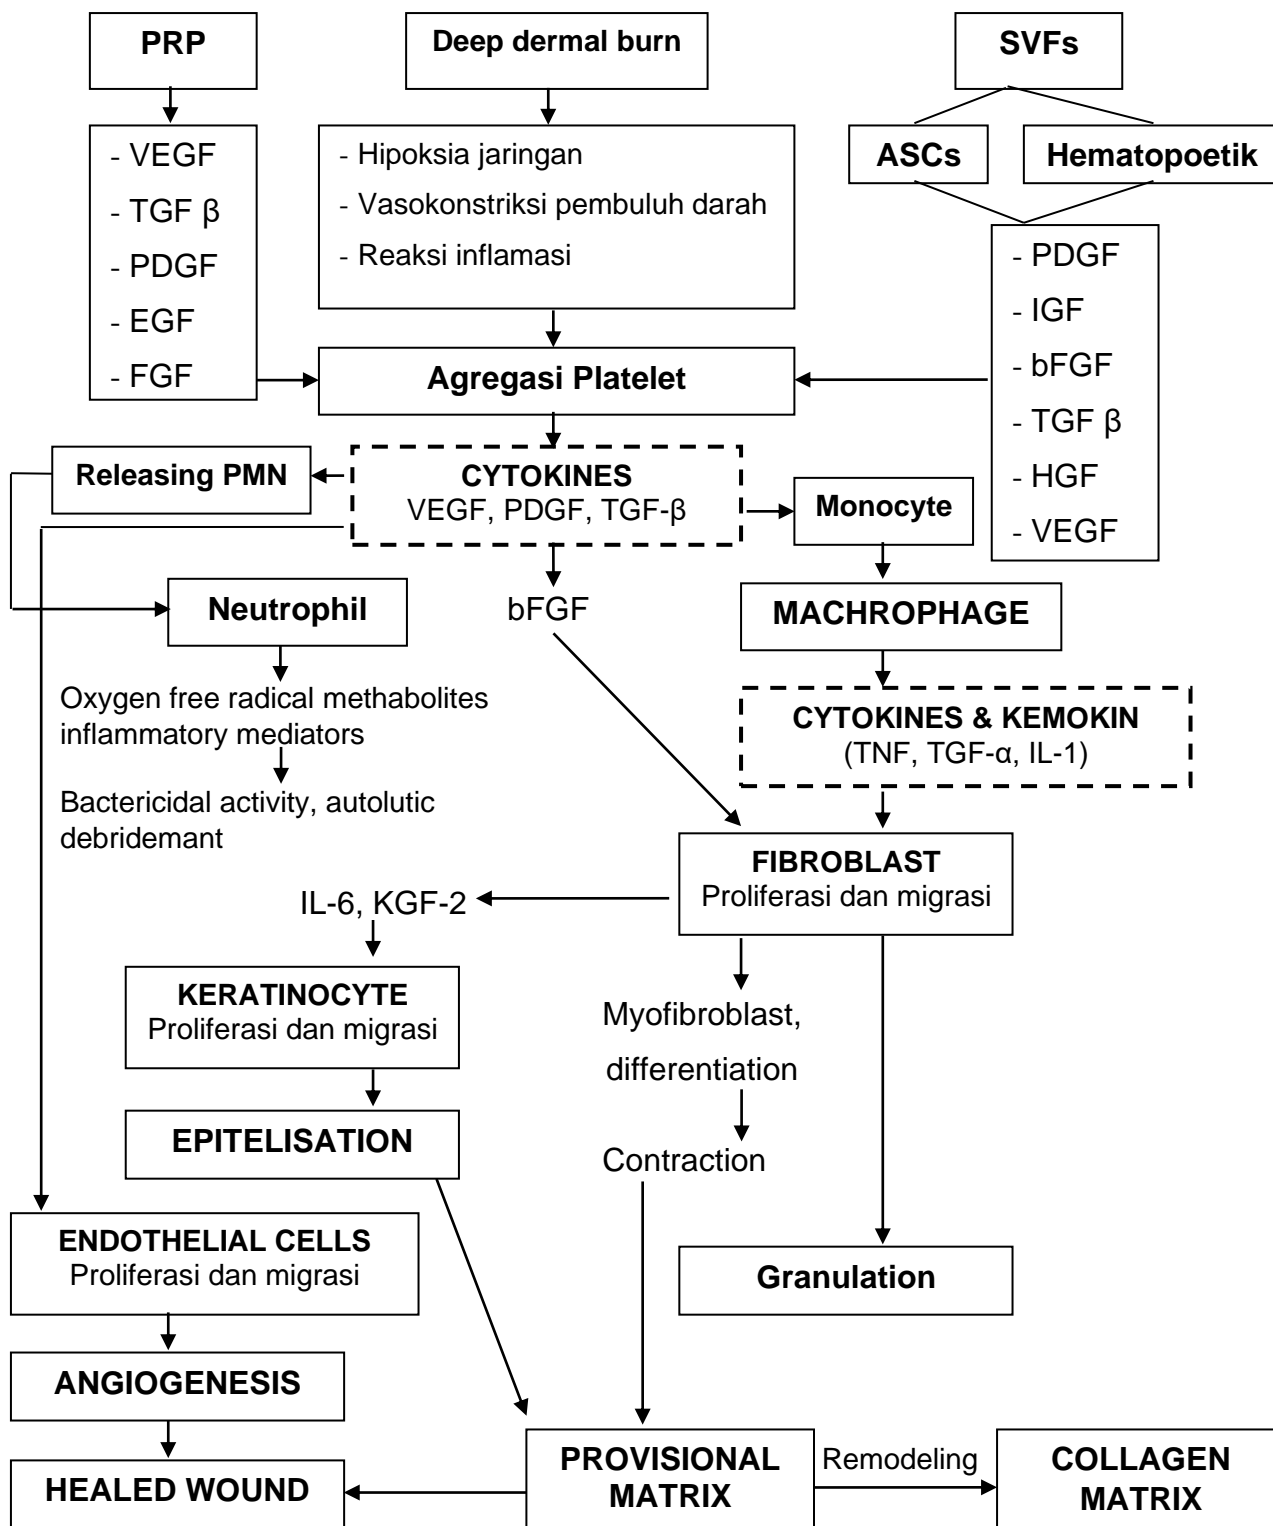 PRP
Deep dermal burn
SVFs
- VEGF
- TGF β
- PDGF
- EGF
- FGF
- Hipoksia jaringan
- Vasokonstriksi pembuluh darah
- Reaksi inflamasi
ASCs
Hematopoetik
- PDGF
- IGF
- bFGF
- TGF β
- HGF
- VEGF
Agregasi Platelet
Releasing PMN
CYTOKINES
VEGF, PDGF, TGF-β
Monocyte
Neutrophil
bFGF
MACHROPHAGE
Oxygen free radical methabolites
inflammatory mediators
CYTOKINES & KEMOKIN
(TNF, TGF-α, IL-1)
Bactericidal activity, autolutic
debridemant
FIBROBLAST
Proliferasi dan migrasi
IL-6, KGF-2
KERATINOCYTE
Proliferasi dan migrasi
Myofibroblast,
differentiation
EPITELISATION
Contraction
ENDOTHELIAL CELLS
Proliferasi dan migrasi
Granulation
ANGIOGENESIS
HEALED WOUND
PROVISIONAL
MATRIX
Remodeling
COLLAGEN
MATRIX